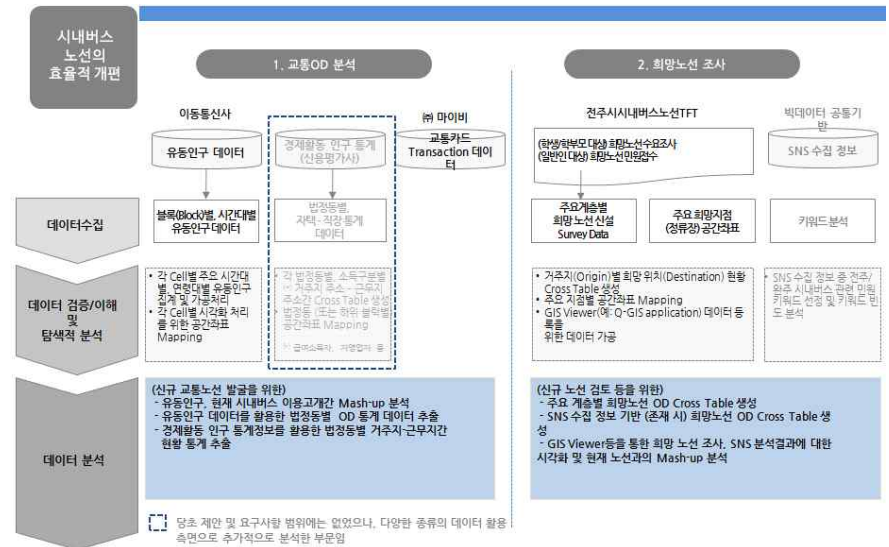 시내버스
노선의
효율적 개편
1. 교통OD 분석
2. 희망노선 조사
이동통신사
유동인구 데이터
경제활동 인구 통계
(신용평가사)
㈜ 마이비
교통카드
Transaction 데이
터
전주시시내버스노선TFT
(학생/학부모 대상) 희망노선수요조사
(일반인 대상) 희망노선민원접수
빅데이터 공통기
반
SNS 수집 정보
데이터수집
블록(Block)별, 시간대별
유동인구 데이터
법정동별,
자택-직장 통계
데이터
주요계층별
희망 노선 신설
Survey Data
주요 희망지점
(정류장) 공간좌표
키워드 분석
데이터 검증/이해
및
탐색적 분석
• 각 Cell별 주요 시간대
별, 연령대별 유동인구
집계 및 가공처리
• 각 Cell별 시각화 처리
를 위한 공간좌표
Mapping
• 각 법정동별, 소득구분별
거주지 주소 – 근무지
주소간 Cross Table 생성
• 법정동 (또는 하위 블락별)
공간좌표 Mapping
급여소득자, 자영업자 등
• 거주지(Origin)별 희망 위치(Destination) 현황
Cross Table 생성
• 주요 지점별 공간좌표 Mapping
• GIS Viewer(예: Q-GIS application) 데이터 등
록을
위한 데이터 가공
• SNS 수집 정보 중 전주/
완주 시내버스 관련 민원
키워드 선정 및 키워드 빈
도 분석
데이터 분석
(신규 교통노선 발굴을 위한)
- 유동인구, 현재 시내버스 이용고객간 Mash-up 분석
- 유동인구 데이터를 활용한 법정동별 OD 통계 데이터 추출
- 경제활동 인구 통계정보를 활용한 법정동별 거주지-근무지간
현황 통계 추출
(신규 노선 검토 등을 위한)
- 주요 계층별 희망노선 OD Cross Table 생성
- SNS 수집 정보 기반 (존재 시) 희망노선 OD Cross Table 생
성
- GIS Viewer등을 통한 희망 노선 조사, SNS 분석결과에 대한
시각화 및 현재 노선과의 Mash-up 분석
당초 제안 및 요구사항 범위에는 없었으나, 다양한 종류의 데이터 활용
측면으로 추가적으로 분석한 부문임